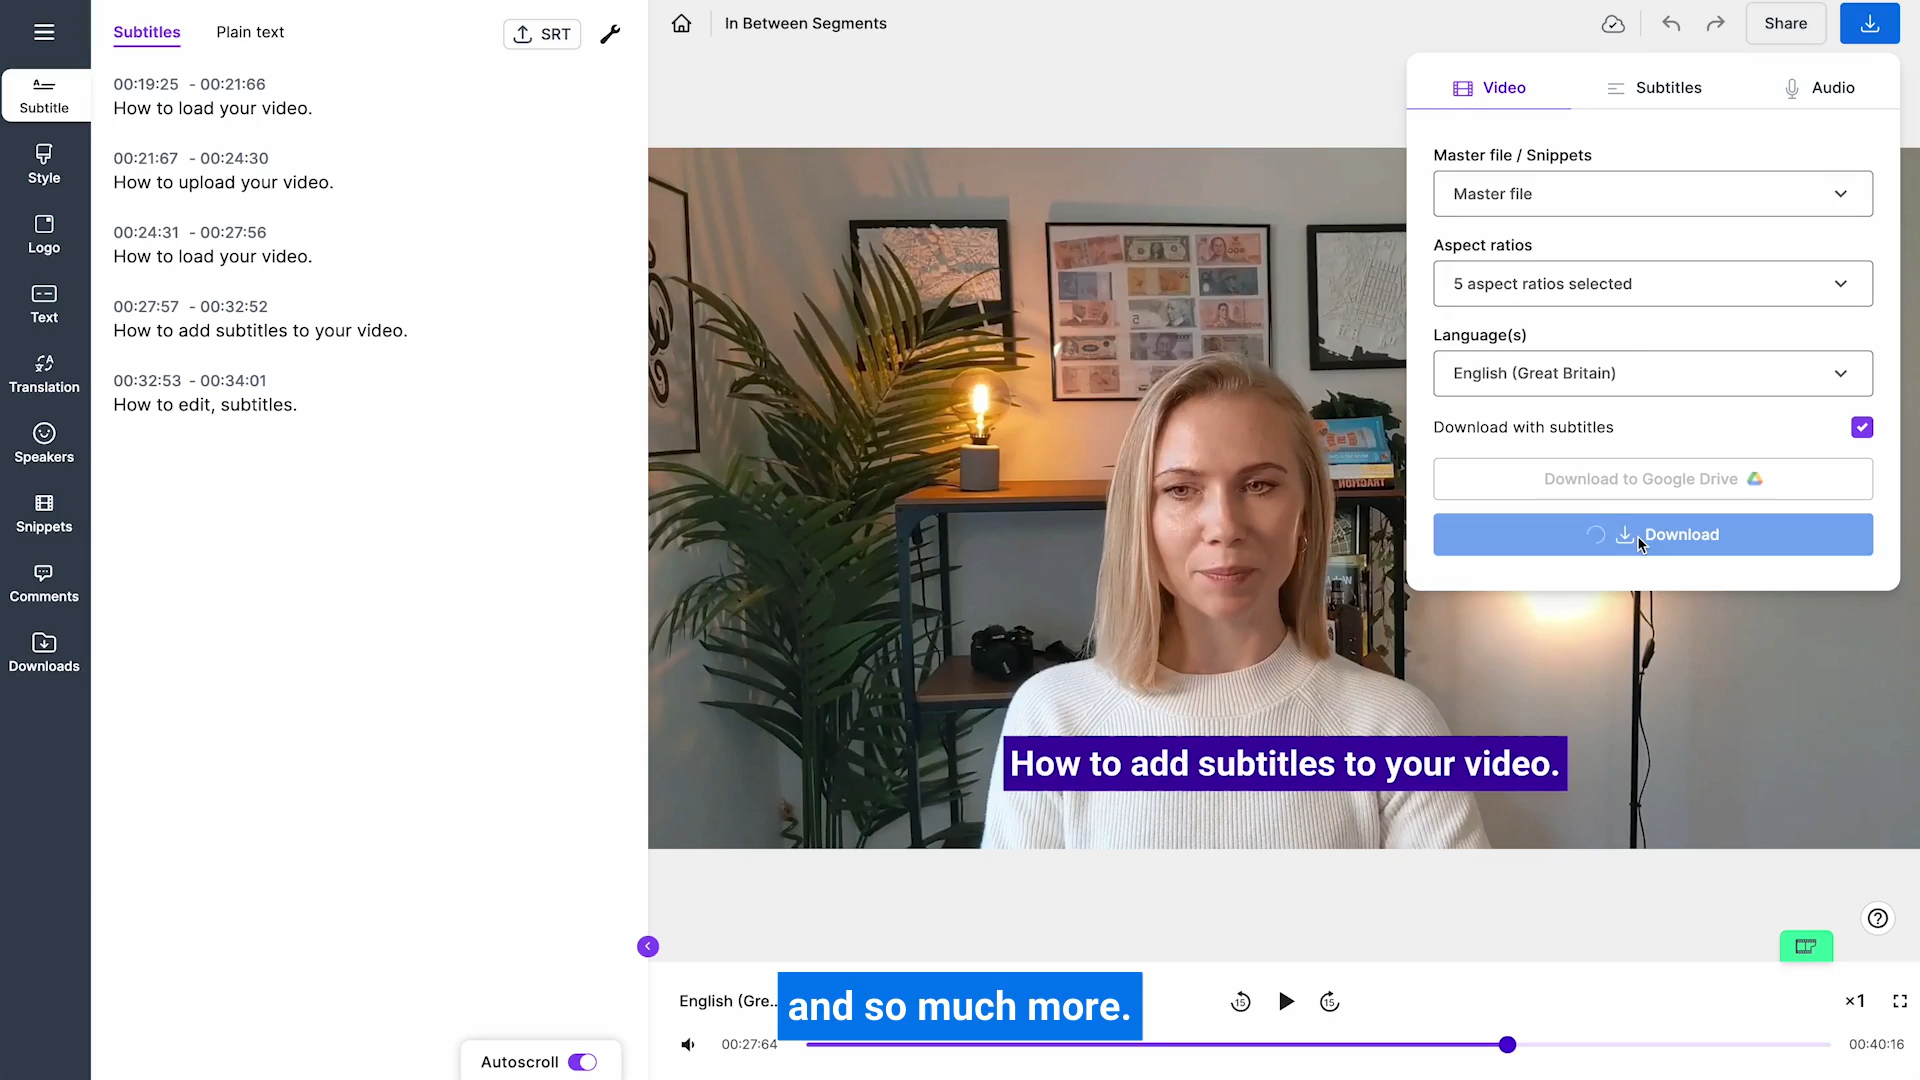 Subtitles
Plain text
SRT
Subtitle
Style
Logo
Text
Translation
Speakers
Snippets
Comments
Downloads
00:19:25 - 00:21:66
How to load your video.
00:21:67 - 00:24:30
How to upload your video.
00:24:31 - 00:27:56
How to load your video.
00:27:57 - 00:32:52
How to add subtitles to your video.
00:32:53 - 00:34:01
How to edit, subtitles.
Autoscroll
In Between Segments
Share
Video
Subtitles
Audio
Master file / Snippets
Master file
Aspect ratios
5 aspect ratios selected
Language(s)
English (Great Britain)
Download with subtitles
Download to Google Drive
Download
How to add subtitles to your video.
English (Gre...
and so much more.
15
15
×1
00:27:64
00:40:16